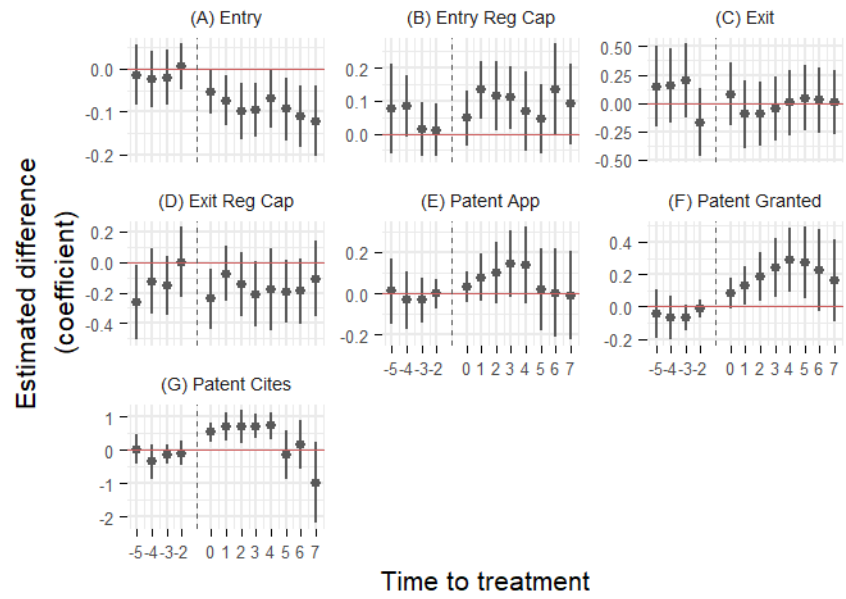 (A) Entry
(B) Entry Reg Cap
(C) Exit
0.0
-0.1
-0.2
0.2
0.1
0.0
0.50
0.25
0.00
-0.25
-0.50
(D) Exit Reg Cap
(E) Patent App
(F) Patent Granted
0.2
0.0
-0.2
-0.4
0.2
0.0
-0.2
0.4
0.2
0.0
-0.2
-5 -4 -3 -2 0 1 2 3 4 5 6 7
-5 -4 -3 -2 0 1 2 3 4 5 6 7
(G) Patent Cites
1
0
-1
-2
-5 -4 -3 -2 0 1 2 3 4 5 6 7
Estimated difference
(coefficient)
Time to treatment